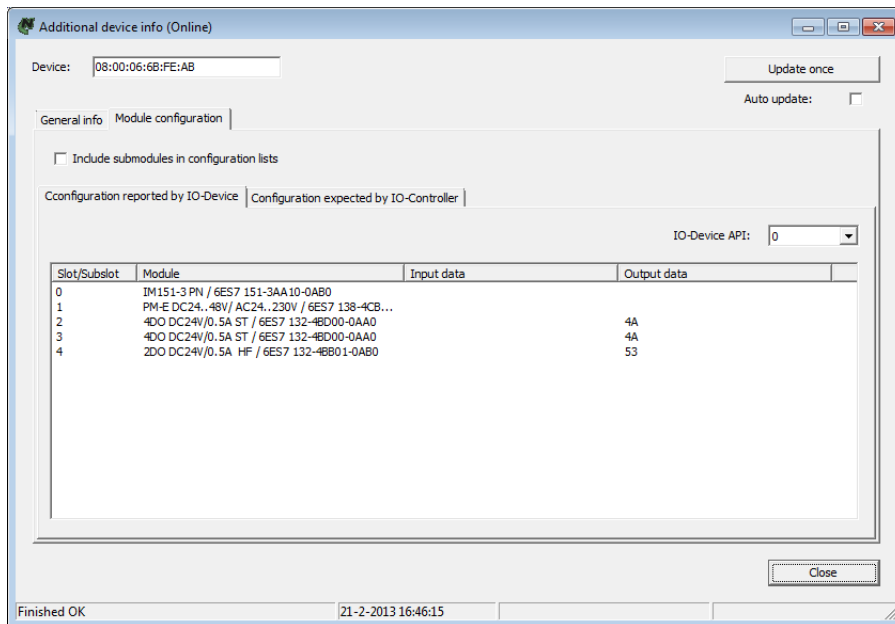 Additional device info (Online)
Device: 08:00:06:6B:FE:AB
Update once
Auto update:
General info Module configuration
Include submodules in configuration lists
Cconfiguration reported by IO-Device Configuration expected by IO-Controller
IO-Device API: 0
Slot/Subslot Module Input data Output data
0 IM151-3 PN / 6ES7 151-3AA10-0AB0
1 PM-E DC24..48V/ AC24..230V / 6ES7 138-4CB...
2 4DO DC24V/0.5A ST / 6ES7 132-4BD00-0AA0 4A
3 4DO DC24V/0.5A ST / 6ES7 132-4BD00-0AA0 4A
4 2DO DC24V/0.5A HF / 6ES7 132-4BB01-0AB0 53
Close
Finished OK 21-2-2013 16:46:15